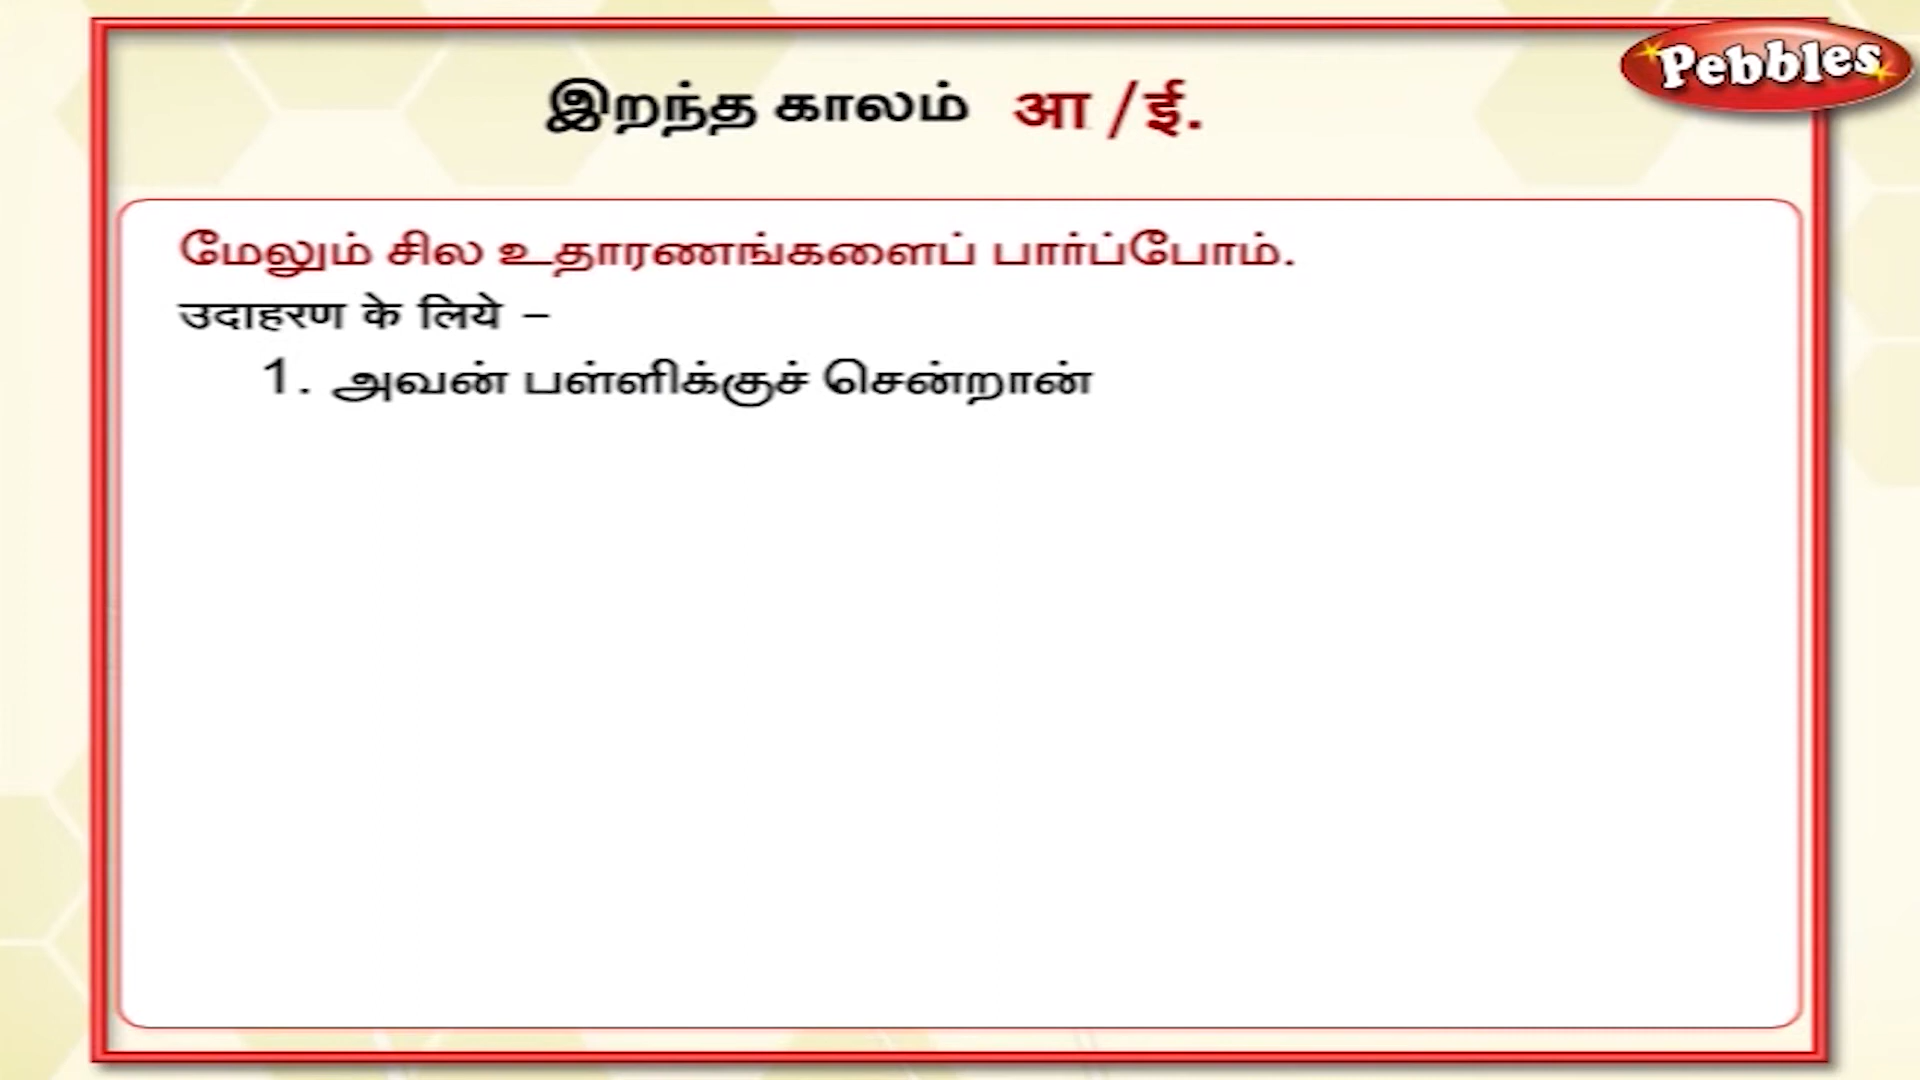 Pebbles
இறந்த காலம் आ / ई.
மேலும் சில உதாரணங்களைப் பார்ப்போம்.
उदाहरण के लिये –
1. அவன் பள்ளிக்குச் சென்றான்